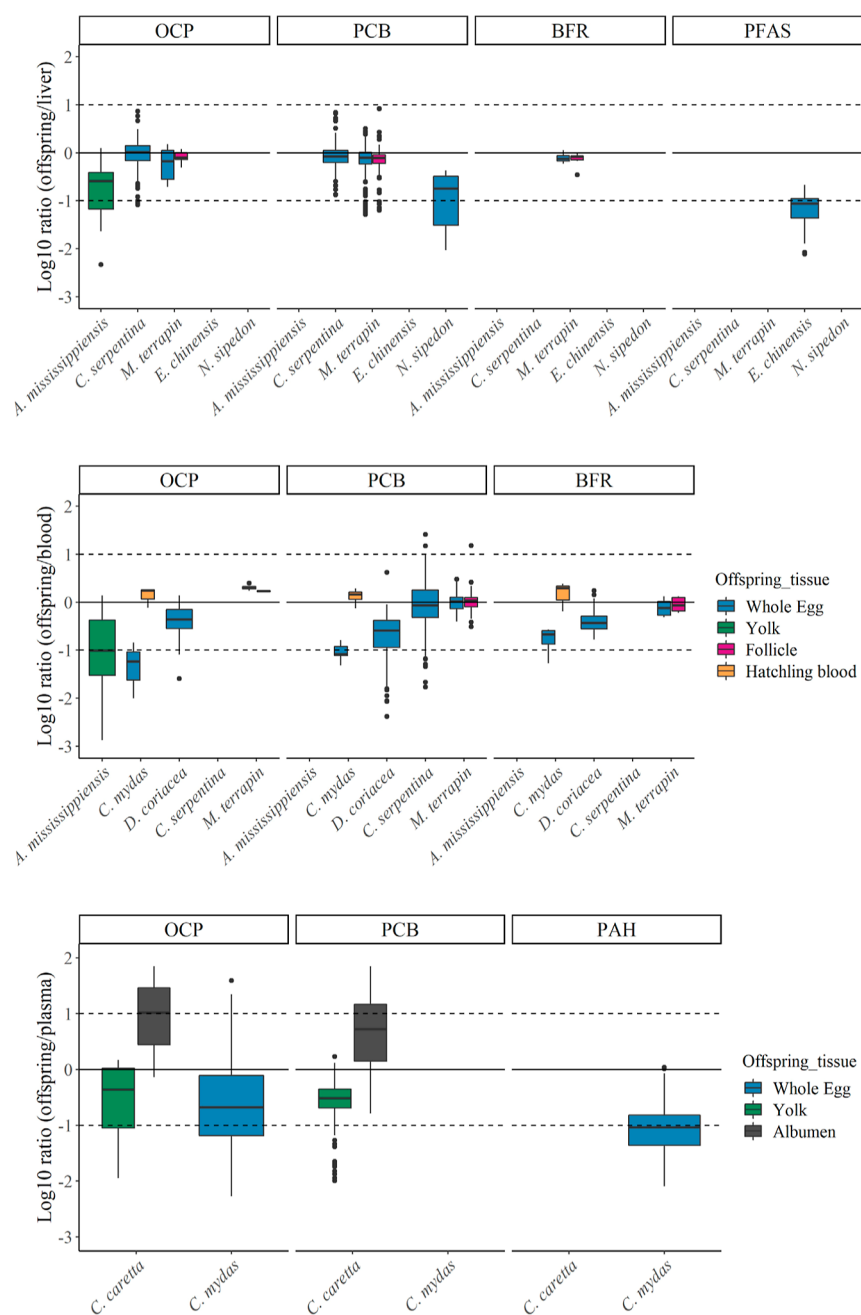 OCP PCB BFR PFAS
Log10 ratio (offspring/liver)
2
1
0
-1
-2
-3
A. mississippiensis C. serpentina M. terrapin E. chinensis N. sipedon A. mississippiensis C. serpentina M. terrapin E. chinensis N. sipedon A. mississippiensis C. serpentina M. terrapin E. chinensis N. sipedon A. mississippiensis C. serpentina M. terrapin E. chinensis N. sipedon
OCP PCB BFR
Log10 ratio (offspring/blood)
2
1
0
-1
-2
-3
A. mississippiensis C. mydas D. coriacea C. serpentina M. terrapin A. mississippiensis C. mydas D. coriacea C. serpentina M. terrapin A. mississippiensis C. mydas D. coriacea C. serpentina M. terrapin
Offspring_tissue
Whole Egg
Yolk
Follicle
Hatchling blood
OCP PCB PAH
Log10 ratio (offspring/plasma)
2
1
0
-1
-2
-3
C. caretta C. mydas C. caretta C. mydas C. caretta C. mydas
Offspring_tissue
Whole Egg
Yolk
Albumen